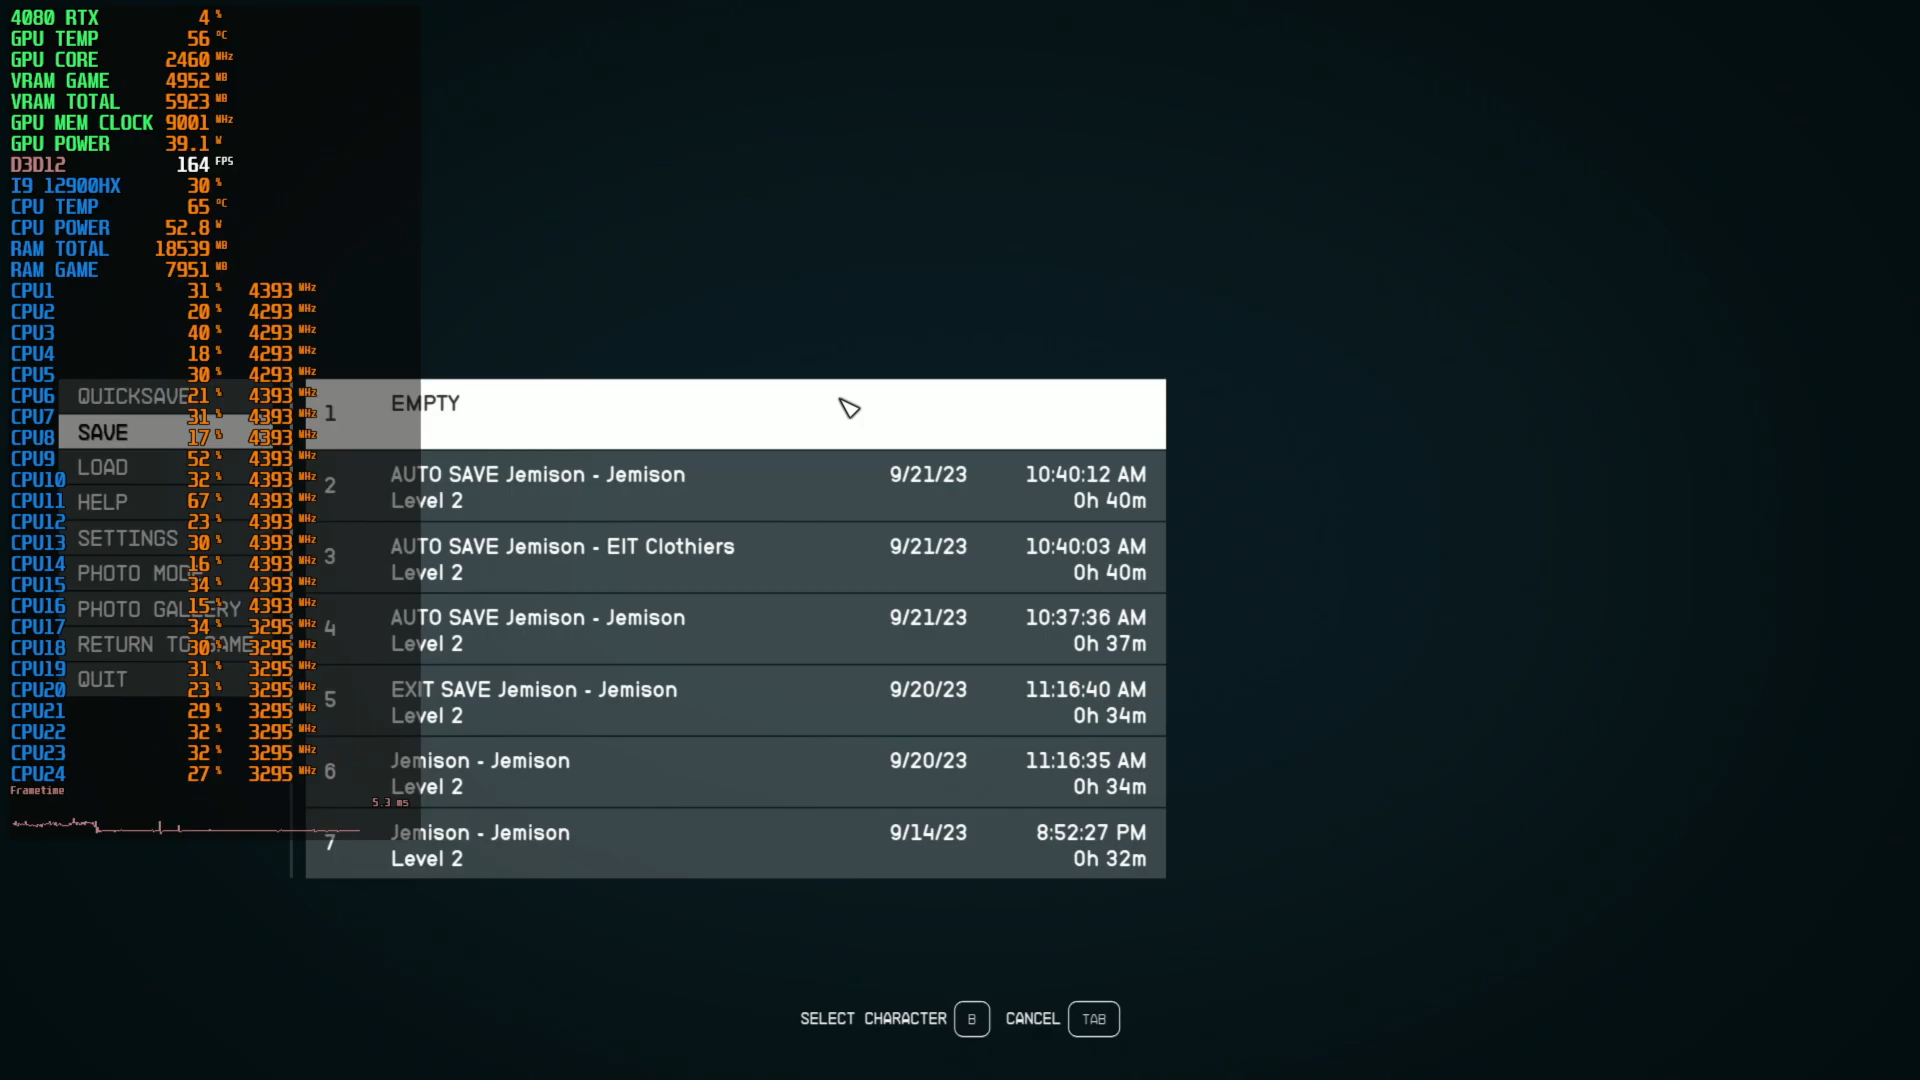 4080 RTX 4 %
GPU TEMP 56 °C
GPU CORE 2460 MHz
VRAM GAME 4952 MB
VRAM TOTAL 5923 MB
GPU MEM CLOCK 9001 MHz
GPU POWER 39.1 W
D3D12 164 FPS
I9 12900HX 30 %
CPU TEMP 65 °C
CPU POWER 52.8 W
RAM TOTAL 18539 MB
RAM GAME 7951 MB
CPU1 31 % 4393 MHz
CPU2 20 % 4293 MHz
CPU3 40 % 4293 MHz
CPU4 18 % 4293 MHz
CPU5 30 % 4293 MHz
CPU6 21 % 4393 MHz
CPU7 31 % 4393 MHz
CPU8 17 % 4393 MHz
CPU9 52 % 4393 MHz
CPU10 32 % 4393 MHz
CPU11 67 % 4393 MHz
CPU12 23 % 4393 MHz
CPU13 30 % 4393 MHz
CPU14 16 % 4393 MHz
CPU15 34 % 4393 MHz
CPU16 15 % 4393 MHz
CPU17 34 % 3295 MHz
CPU18 30 % 3295 MHz
CPU19 31 % 3295 MHz
CPU20 23 % 3295 MHz
CPU21 29 % 3295 MHz
CPU22 32 % 3295 MHz
CPU23 32 % 3295 MHz
CPU24 27 % 3295 MHz
Frametime
5.3 ms
QUICKSAVE
SAVE
LOAD
HELP
SETTINGS
PHOTO MODE
PHOTO GALLERY
RETURN TO GAME
QUIT
1 EMPTY
2 AUTO SAVE Jemison - Jemison 9/21/23 10:40:12 AM
Level 2 0h 40m
3 AUTO SAVE Jemison - EIT Clothiers 9/21/23 10:40:03 AM
Level 2 0h 40m
4 AUTO SAVE Jemison - Jemison 9/21/23 10:37:36 AM
Level 2 0h 37m
5 EXIT SAVE Jemison - Jemison 9/20/23 11:16:40 AM
Level 2 0h 34m
6 Jemison - Jemison 9/20/23 11:16:35 AM
Level 2 0h 34m
7 Jemison - Jemison 9/14/23 8:52:27 PM
Level 2 0h 32m
SELECT CHARACTER B CANCEL TAB